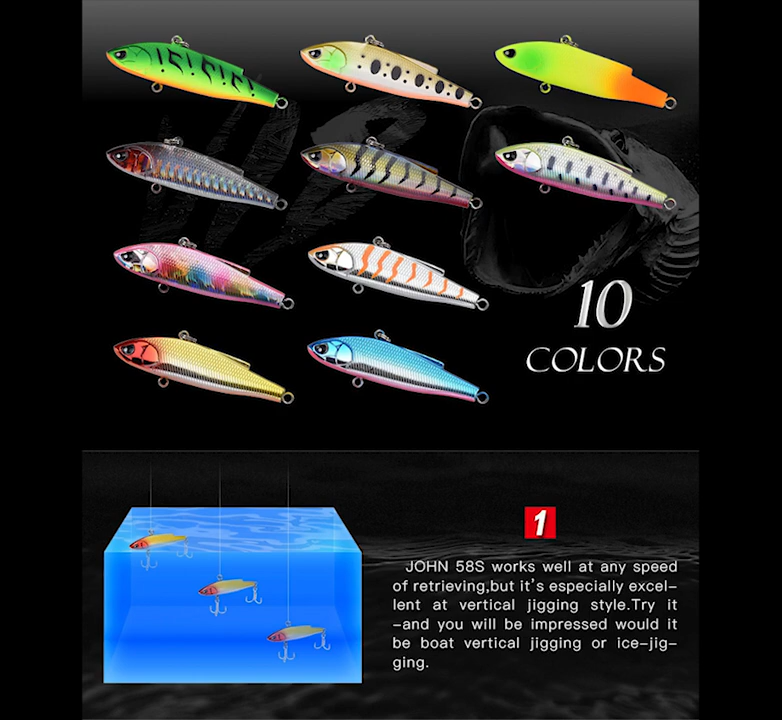 10
COLORS
1
JOHN 58S works well at any speed
of retrieving,but it's especially excel-
lent at vertical jigging style.Try it
-and you will be impressed would it
be boat vertical jigging or ice-jig-
ging.